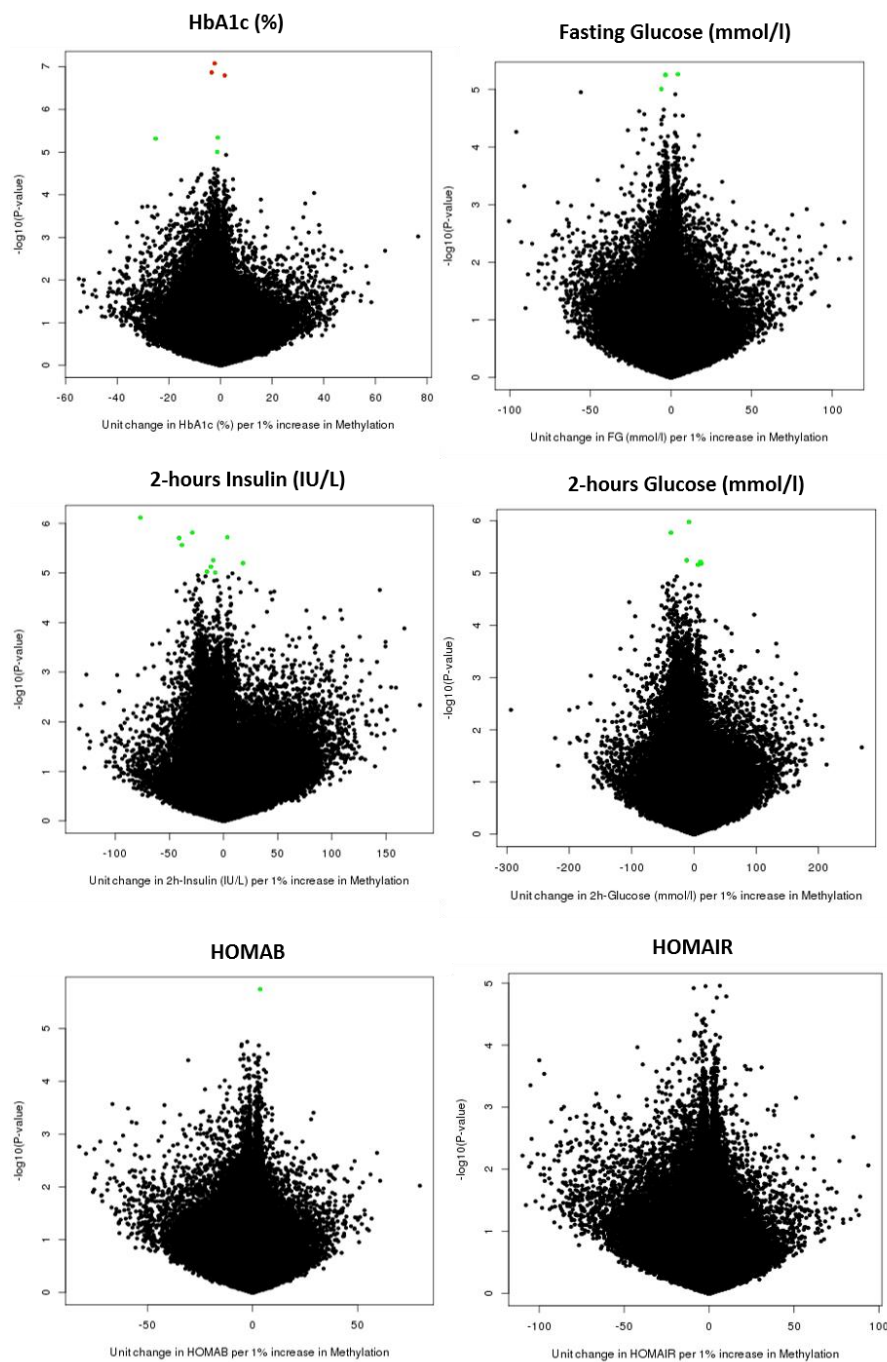 HbA1c (%)
7
6
5
4
3
2
1
0
-log10(P-value)
-60 -40 -20 0 20 40 60 80
Unit change in HbA1c (%) per 1% increase in Methylation
Fasting Glucose (mmol/l)
5
4
3
2
1
0
-log10(P-value)
-100 -50 0 50 100
Unit change in FG (mmol/l) per 1% increase in Methylation
2-hours Insulin (IU/L)
6
5
4
3
2
1
0
-log10(P-value)
-100 -50 0 50 100 150
Unit change in 2h-Insulin (IU/L) per 1% increase in Methylation
2-hours Glucose (mmol/l)
6
5
4
3
2
1
0
-log10(P-value)
-300 -200 -100 0 100 200
Unit change in 2h-Glucose (mmol/l) per 1% increase in Methylation
HOMAB
5
4
3
2
1
0
-log10(P-value)
-50 0 50
Unit change in HOMAB per 1% increase in Methylation
HOMAIR
5
4
3
2
1
0
-log10(P-value)
-100 -50 0 50 100
Unit change in HOMAIR per 1% increase in Methylation